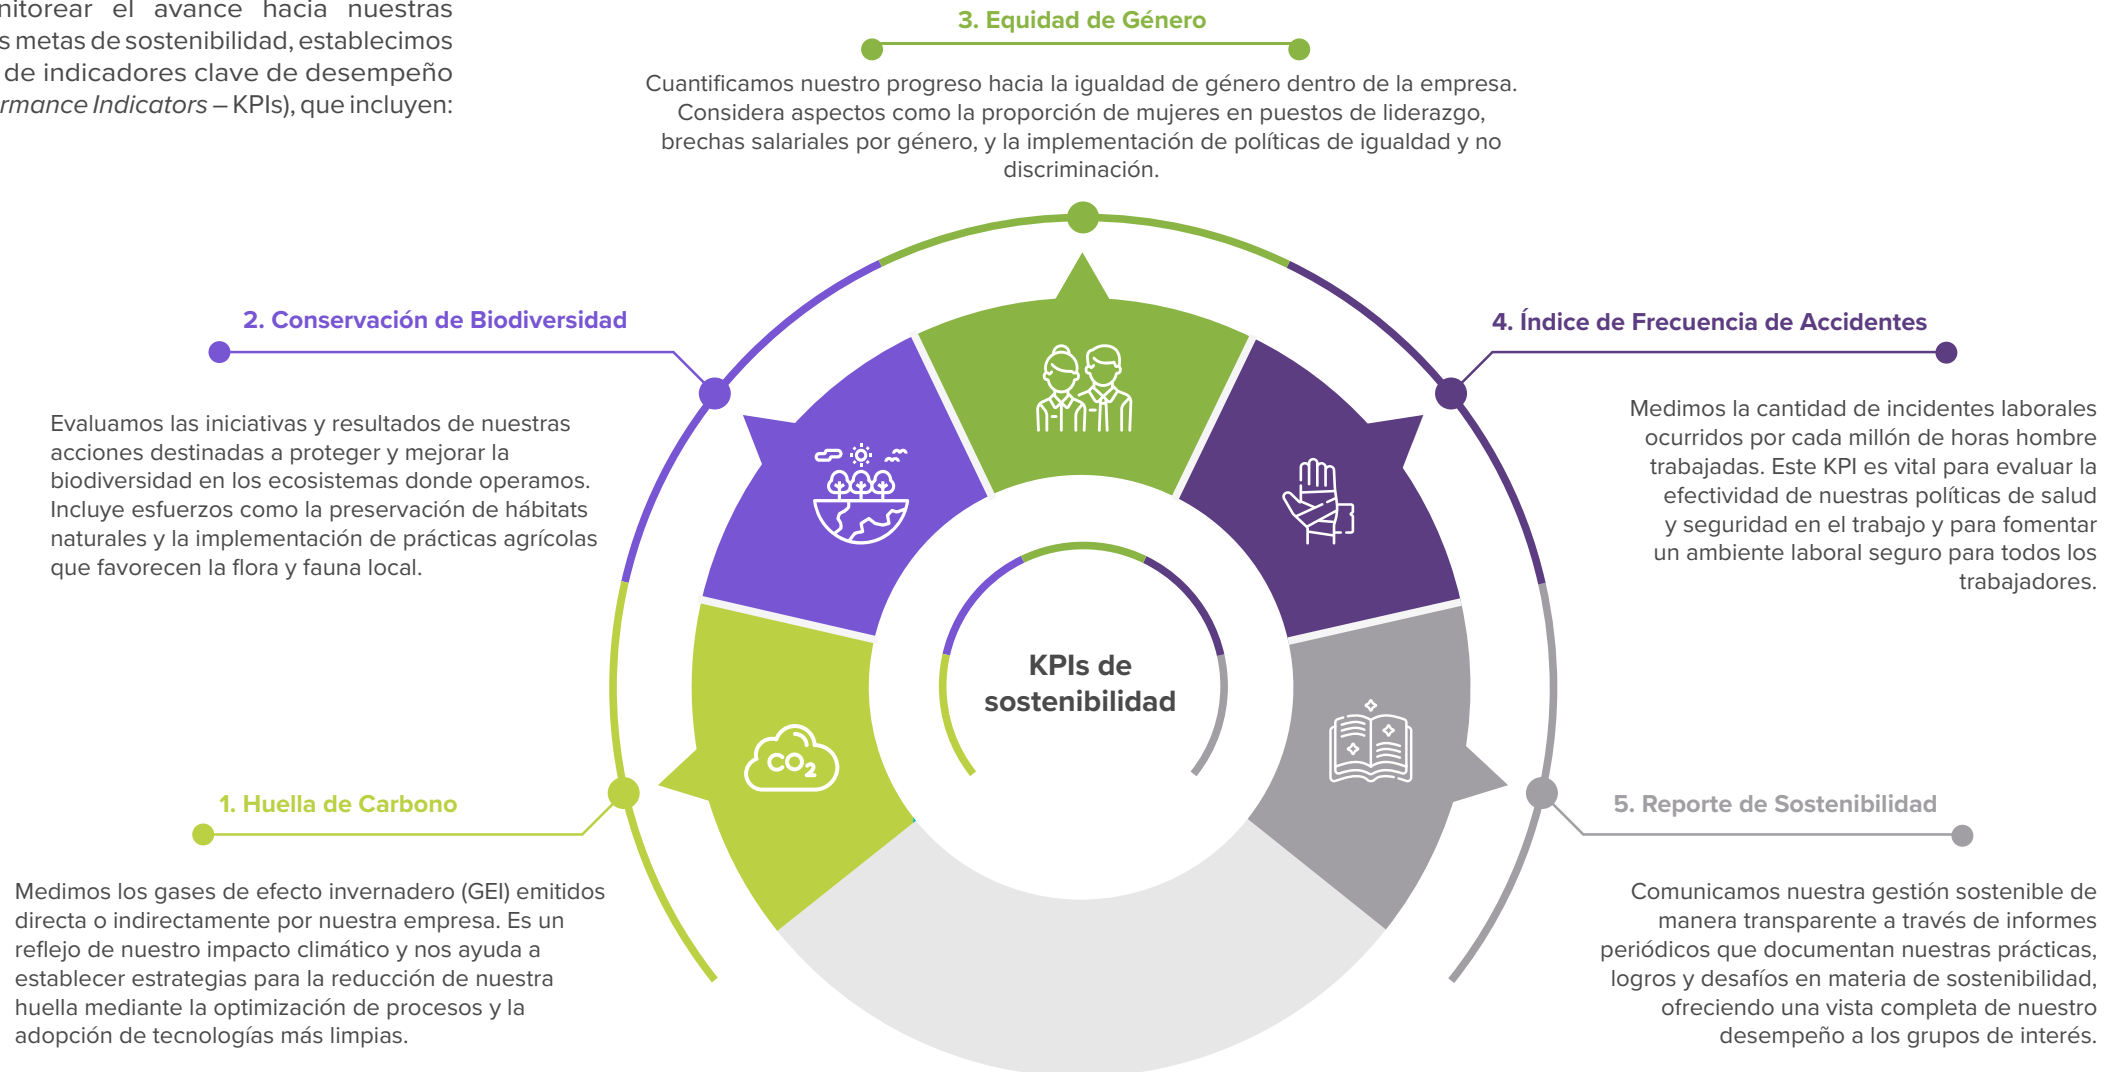 el avance hacia nuestras
metas de sostenibilidad, establecimos
de indicadores clave de desempeño
Indicators – KPIs), que incluyen:
3. Equidad de Género
Cuantificamos nuestro progreso hacia la igualdad de género dentro de la empresa.
Considera aspectos como la proporción de mujeres en puestos de liderazgo,
brechas salariales por género, y la implementación de políticas de igualdad y no
discriminación.
2. Conservación de Biodiversidad
Evaluamos las iniciativas y resultados de nuestras
acciones destinadas a proteger y mejorar la
biodiversidad en los ecosistemas donde operamos.
Incluye esfuerzos como la preservación de hábitats
naturales y la implementación de prácticas agrícolas
que favorecen la flora y fauna local.
4. Índice de Frecuencia de Accidentes
Medimos la cantidad de incidentes laborales
ocurridos por cada millón de horas hombre
trabajadas. Este KPI es vital para evaluar la
efectividad de nuestras políticas de salud
y seguridad en el trabajo y para fomentar
un ambiente laboral seguro para todos los
trabajadores.
KPIs de
sostenibilidad
CO₂
1. Huella de Carbono
Medimos los gases de efecto invernadero (GEI) emitidos
directa o indirectamente por nuestra empresa. Es un
reflejo de nuestro impacto climático y nos ayuda a
establecer estrategias para la reducción de nuestra
huella mediante la optimización de procesos y la
adopción de tecnologías más limpias.
5. Reporte de Sostenibilidad
Comunicamos nuestra gestión sostenible de
manera transparente a través de informes
periódicos que documentan nuestras prácticas,
logros y desafíos en materia de sostenibilidad,
ofreciendo una vista completa de nuestro
desempeño a los grupos de interés.